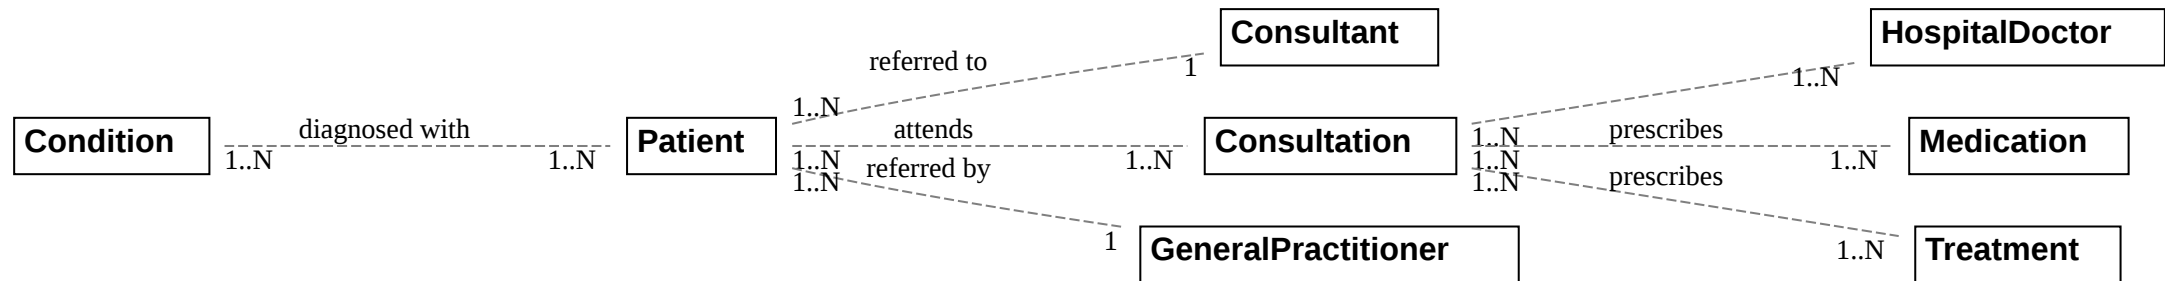 Consultant
HospitalDoctor
referred to
1
1..N
1..N
Condition
diagnosed with
Patient
attends
Consultation
1..N
prescribes
Medication
1..N
1..N
1..N
1..N
1..N
1..N
referred by
1..N
1..N
prescribes
1
GeneralPractitioner
1..N
Treatment